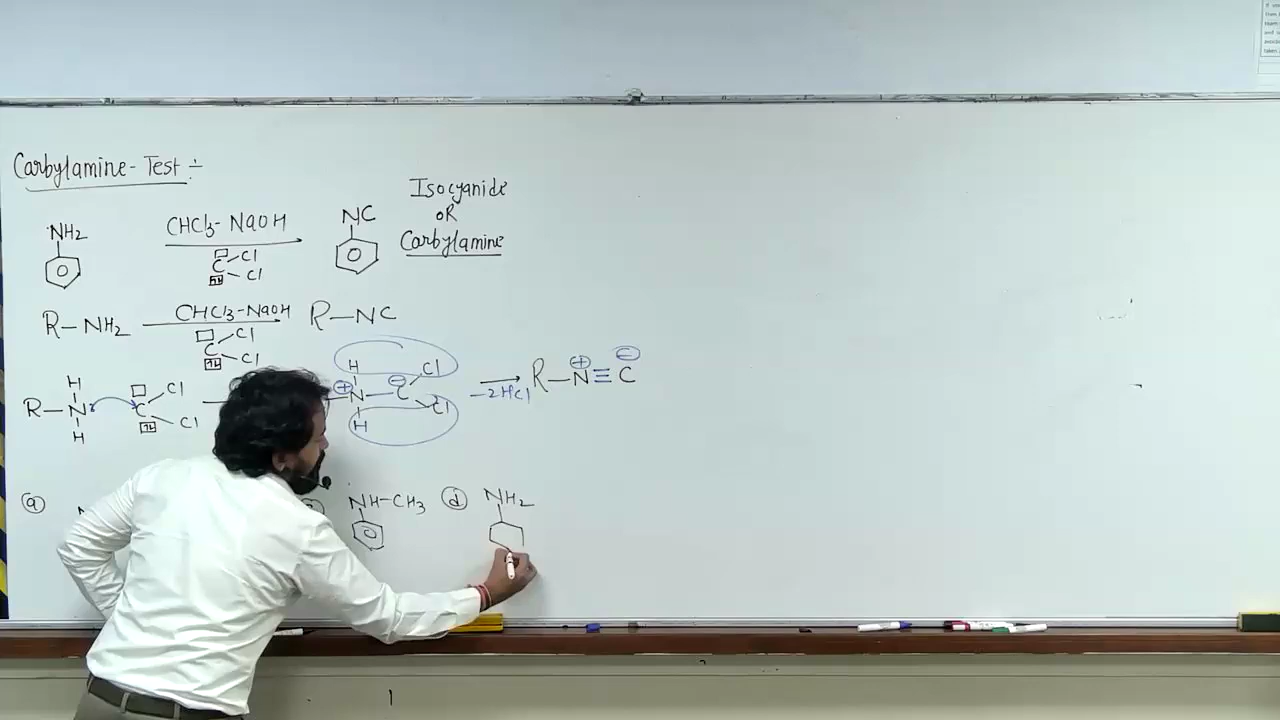 Carbylamine-Test ÷
NH2 CHCl3-NaOH NC
C Cl Cl
Isocyanide
OR
Carbylamine
R-NH2 CHCl3-NaOH R-NC
C Cl Cl
R-N H H C Cl Cl
⊕ N H H ⊖ C Cl Cl
-2HCl
R-N⊕≡C⊖
ⓐ
NH-CH3
ⓓ NH2